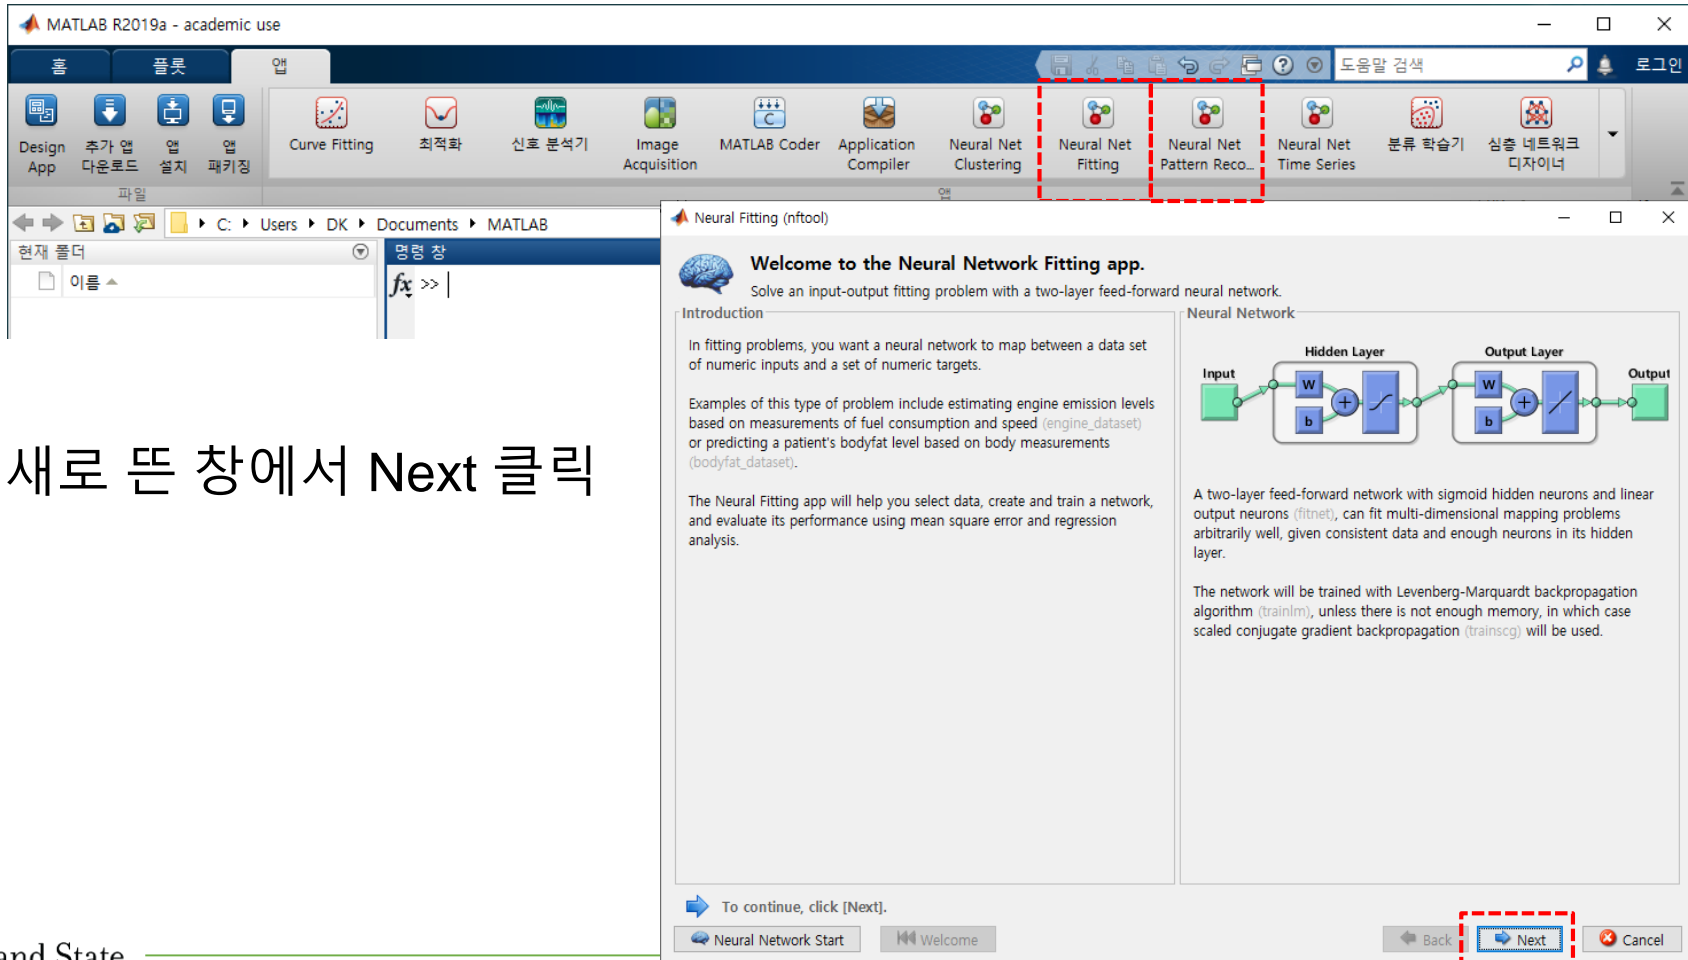 MATLAB R2019a - academic use
홈 플롯 앱
도움말 검색 로그인
Design App
추가 앱 다운로드
앱 설치
앱 패키징
Curve Fitting
최적화
신호 분석기
Image Acquisition
MATLAB Coder
Application Compiler
Neural Net Clustering
Neural Net Fitting
Neural Net Pattern Reco...
Neural Net Time Series
분류 학습기
심층 네트워크 디자이너
파일 앱
C: Users DK Documents MATLAB
현재 폴더
이름
명령 창
fx >>
Neural Fitting (nftool)
Welcome to the Neural Network Fitting app.
Solve an input-output fitting problem with a two-layer feed-forward neural network.
Introduction
In fitting problems, you want a neural network to map between a data set
of numeric inputs and a set of numeric targets.
Examples of this type of problem include estimating engine emission levels
based on measurements of fuel consumption and speed (engine_dataset)
or predicting a patient's bodyfat level based on body measurements
(bodyfat_dataset).
The Neural Fitting app will help you select data, create and train a network,
and evaluate its performance using mean square error and regression
analysis.
Neural Network
Hidden Layer Output Layer
Input Output
W W
+ +
b b
A two-layer feed-forward network with sigmoid hidden neurons and linear
output neurons (fitnet), can fit multi-dimensional mapping problems
arbitrarily well, given consistent data and enough neurons in its hidden
layer.
The network will be trained with Levenberg-Marquardt backpropagation
algorithm (trainlm), unless there is not enough memory, in which case
scaled conjugate gradient backpropagation (trainscg) will be used.
To continue, click [Next].
Neural Network Start Welcome Back Next Cancel
새로 뜬 창에서 Next 클릭
and State